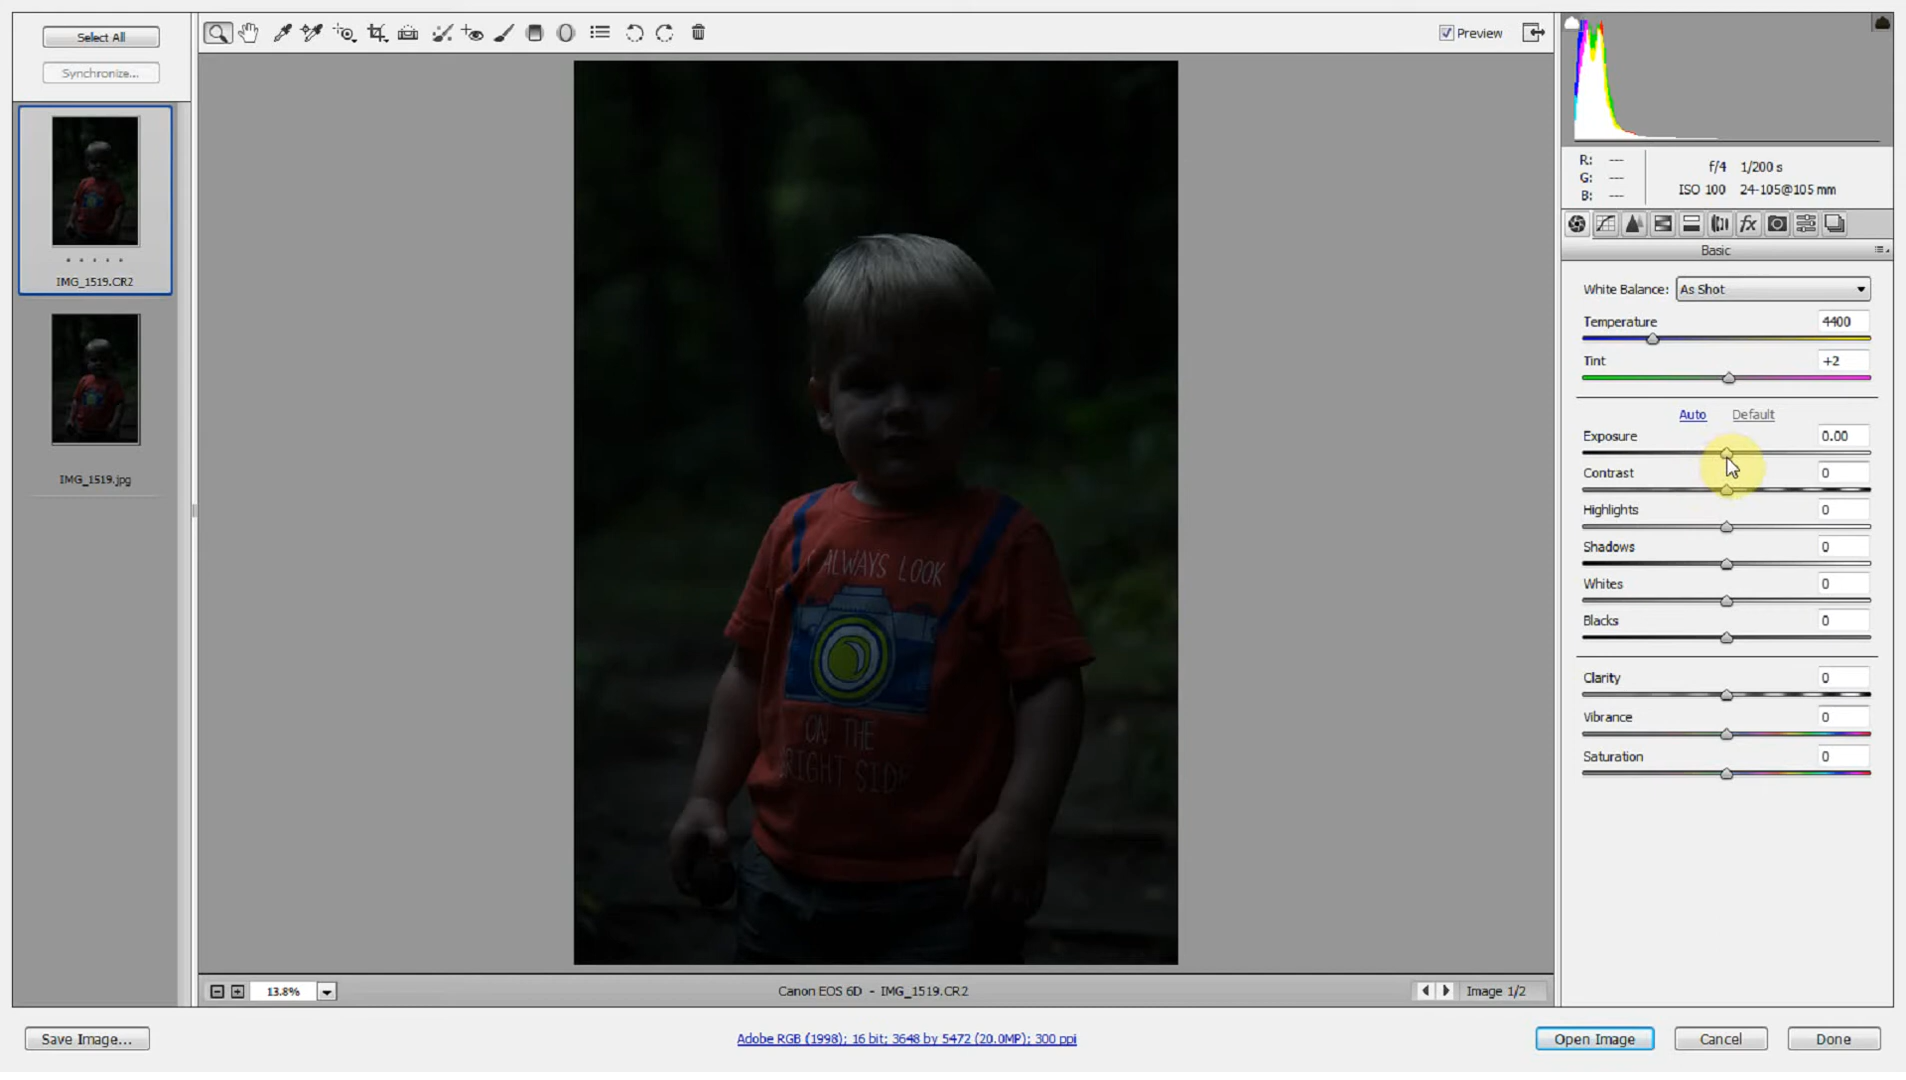 Select All
Synchronize...
IMG_1519.CR2
IMG_1519.jpg
Preview
I ALWAYS LOOK
ON THE
BRIGHT SIDE
13.8%
Canon EOS 6D - IMG_1519.CR2
Image 1/2
R: ---
G: ---
B: ---
f/4 1/200 s
ISO 100 24-105@105 mm
fx
Basic
White Balance: As Shot
Temperature 4400
Tint +2
Auto Default
Exposure 0.00
Contrast 0
Highlights 0
Shadows 0
Whites 0
Blacks 0
Clarity 0
Vibrance 0
Saturation 0
Save Image...
Adobe RGB (1998); 16 bit; 3648 by 5472 (20.0MP); 300 ppi
Open Image
Cancel
Done